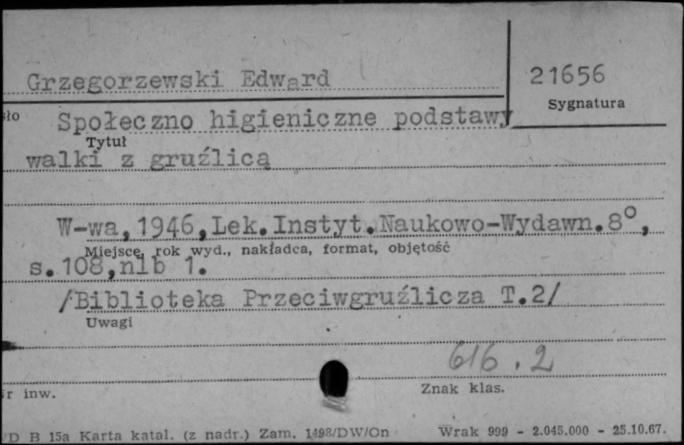 Grzegorzewski Edward
21656
Sygnatura
ło Społeczno higieniczne podstawy
Tytuł
walki z gruźlicą
W-wa,1946,Lek.Instyt.Naukowo-Wydawn.8°,
Miejsce, rok wyd., nakładca, format, objętość
s.108,nlb 1.
/Biblioteka Przeciwgruźlicza T.2/
Uwagi
616.2
r inw.
Znak klas.
D B 15a Karta katal. (z nadr.) Zam. 1498/DW/On Wrak 999 - 2.045.000 - 25.10.67.